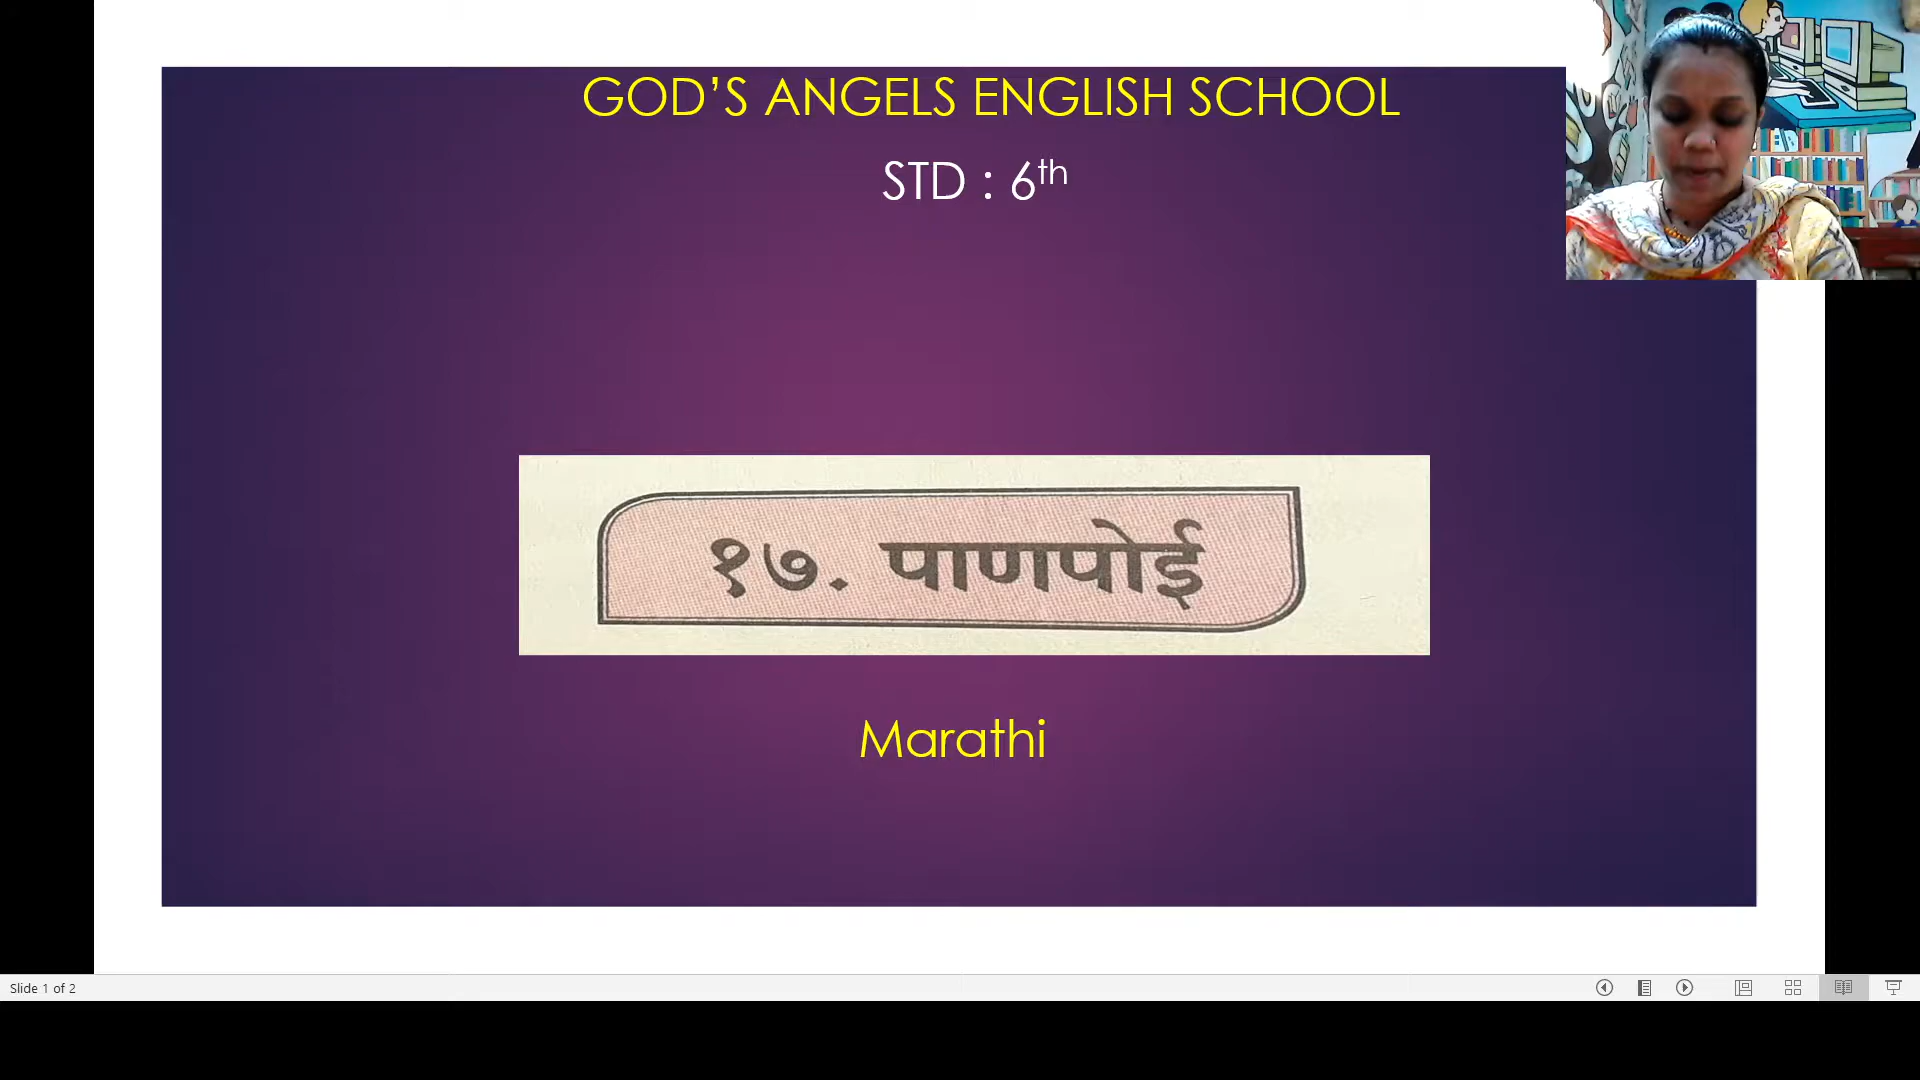 GOD’S ANGELS ENGLISH SCHOOL
STD : 6th
१७. पाणपोई
Marathi
Slide 1 of 2